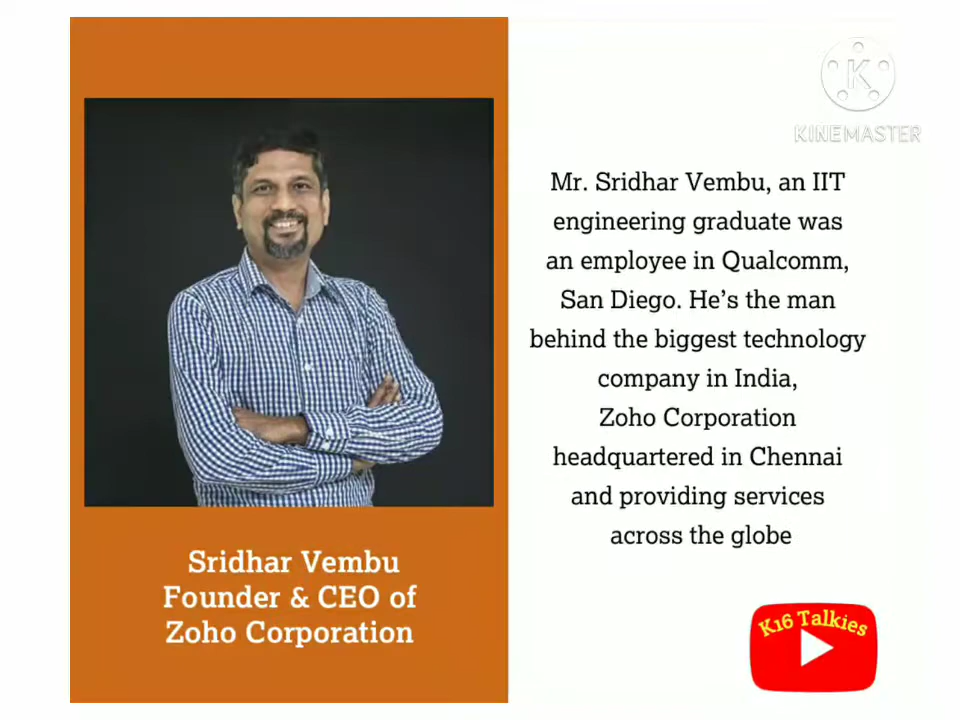 K
KINEMASTER
Mr. Sridhar Vembu, an IIT
engineering graduate was
an employee in Qualcomm,
San Diego. He's the man
behind the biggest technology
company in India,
Zoho Corporation
headquartered in Chennai
and providing services
across the globe
Sridhar Vembu
Founder & CEO of
Zoho Corporation
K16 Talkies